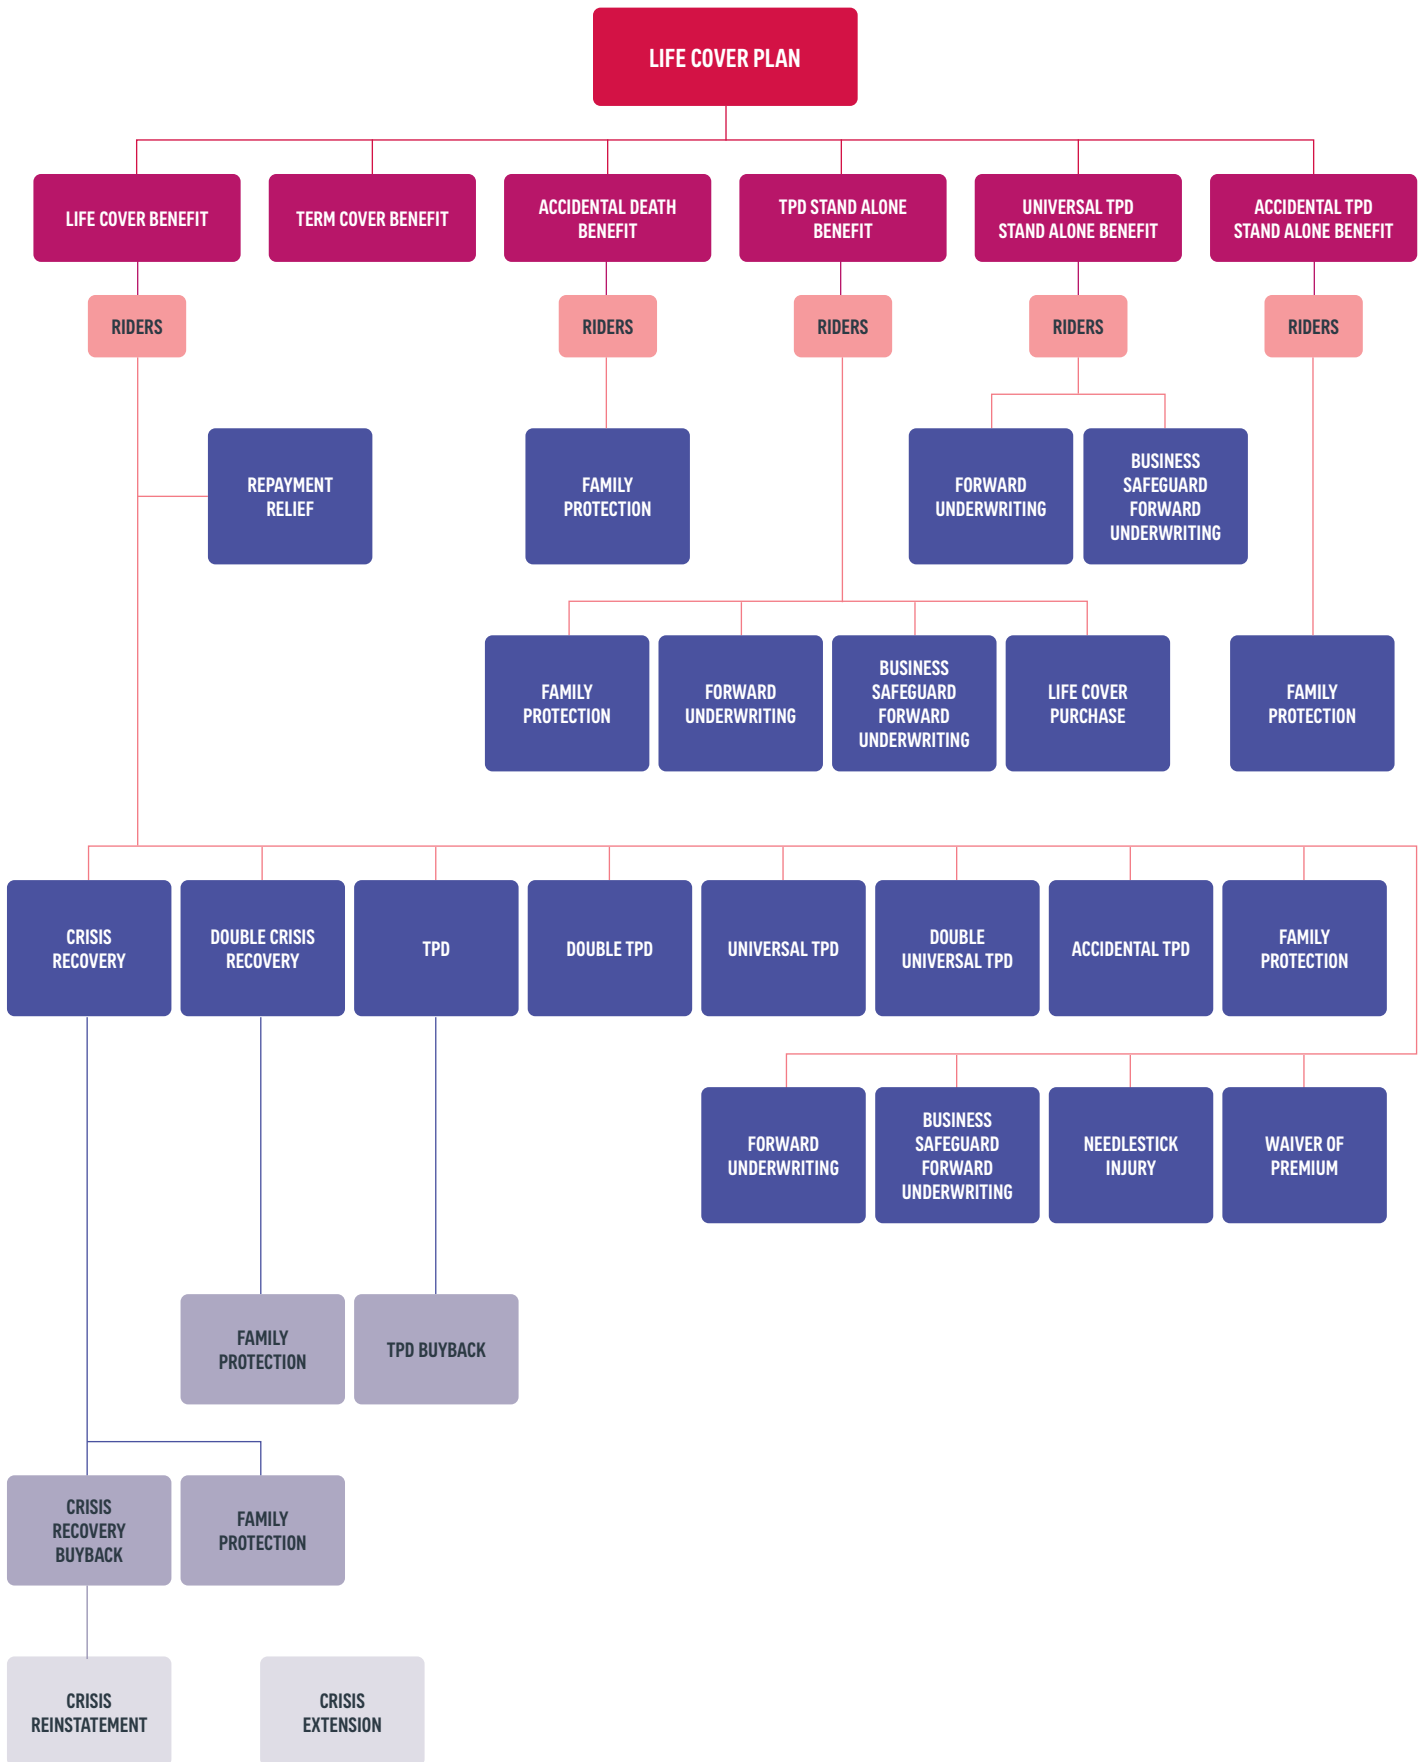 LIFE COVER PLAN
LIFE COVER BENEFIT
TERM COVER BENEFIT
ACCIDENTAL DEATH
BENEFIT
TPD STAND ALONE
BENEFIT
UNIVERSAL TPD
STAND ALONE BENEFIT
ACCIDENTAL TPD
STAND ALONE BENEFIT
RIDERS
RIDERS
RIDERS
RIDERS
RIDERS
REPAYMENT
RELIEF
FAMILY
PROTECTION
FORWARD
UNDERWRITING
BUSINESS
SAFEGUARD
FORWARD
UNDERWRITING
FAMILY
PROTECTION
FORWARD
UNDERWRITING
BUSINESS
SAFEGUARD
FORWARD
UNDERWRITING
LIFE COVER
PURCHASE
FAMILY
PROTECTION
CRISIS
RECOVERY
DOUBLE CRISIS
RECOVERY
TPD
DOUBLE TPD
UNIVERSAL TPD
DOUBLE
UNIVERSAL TPD
ACCIDENTAL TPD
FAMILY
PROTECTION
FORWARD
UNDERWRITING
BUSINESS
SAFEGUARD
FORWARD
UNDERWRITING
NEEDLESTICK
INJURY
WAIVER OF
PREMIUM
FAMILY
PROTECTION
TPD BUYBACK
CRISIS
RECOVERY
BUYBACK
FAMILY
PROTECTION
CRISIS
REINSTATEMENT
CRISIS
EXTENSION